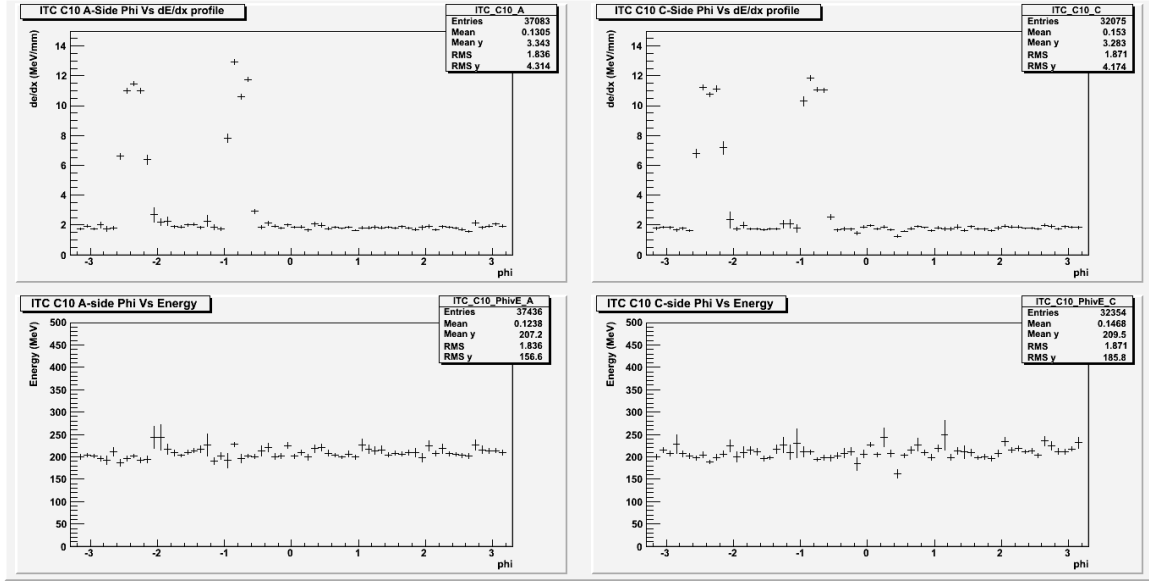 ITC C10 A-Side Phi Vs dE/dx profile
ITC_C10_A
Entries 37083
Mean 0.1305
Mean y 3.343
RMS 1.836
RMS y 4.314
de/dx (MeV/mm)
14
12
10
8
6
4
2
0
-3 -2 -1 0 1 2 3
phi
ITC C10 C-Side Phi Vs dE/dx profile
ITC_C10_C
Entries 32075
Mean 0.153
Mean y 3.283
RMS 1.871
RMS y 4.174
de/dx (MeV/mm)
14
12
10
8
6
4
2
0
-3 -2 -1 0 1 2 3
phi
ITC C10 A-side Phi Vs Energy
ITC_C10_PhivE_A
Entries 37436
Mean 0.1238
Mean y 207.2
RMS 1.836
RMS y 156.6
Energy (MeV)
500
450
400
350
300
250
200
150
100
50
0
-3 -2 -1 0 1 2 3
phi
ITC C10 C-side Phi Vs Energy
ITC_C10_PhivE_C
Entries 32354
Mean 0.1468
Mean y 209.5
RMS 1.871
RMS y 185.8
Energy (MeV)
500
450
400
350
300
250
200
150
100
50
0
-3 -2 -1 0 1 2 3
phi